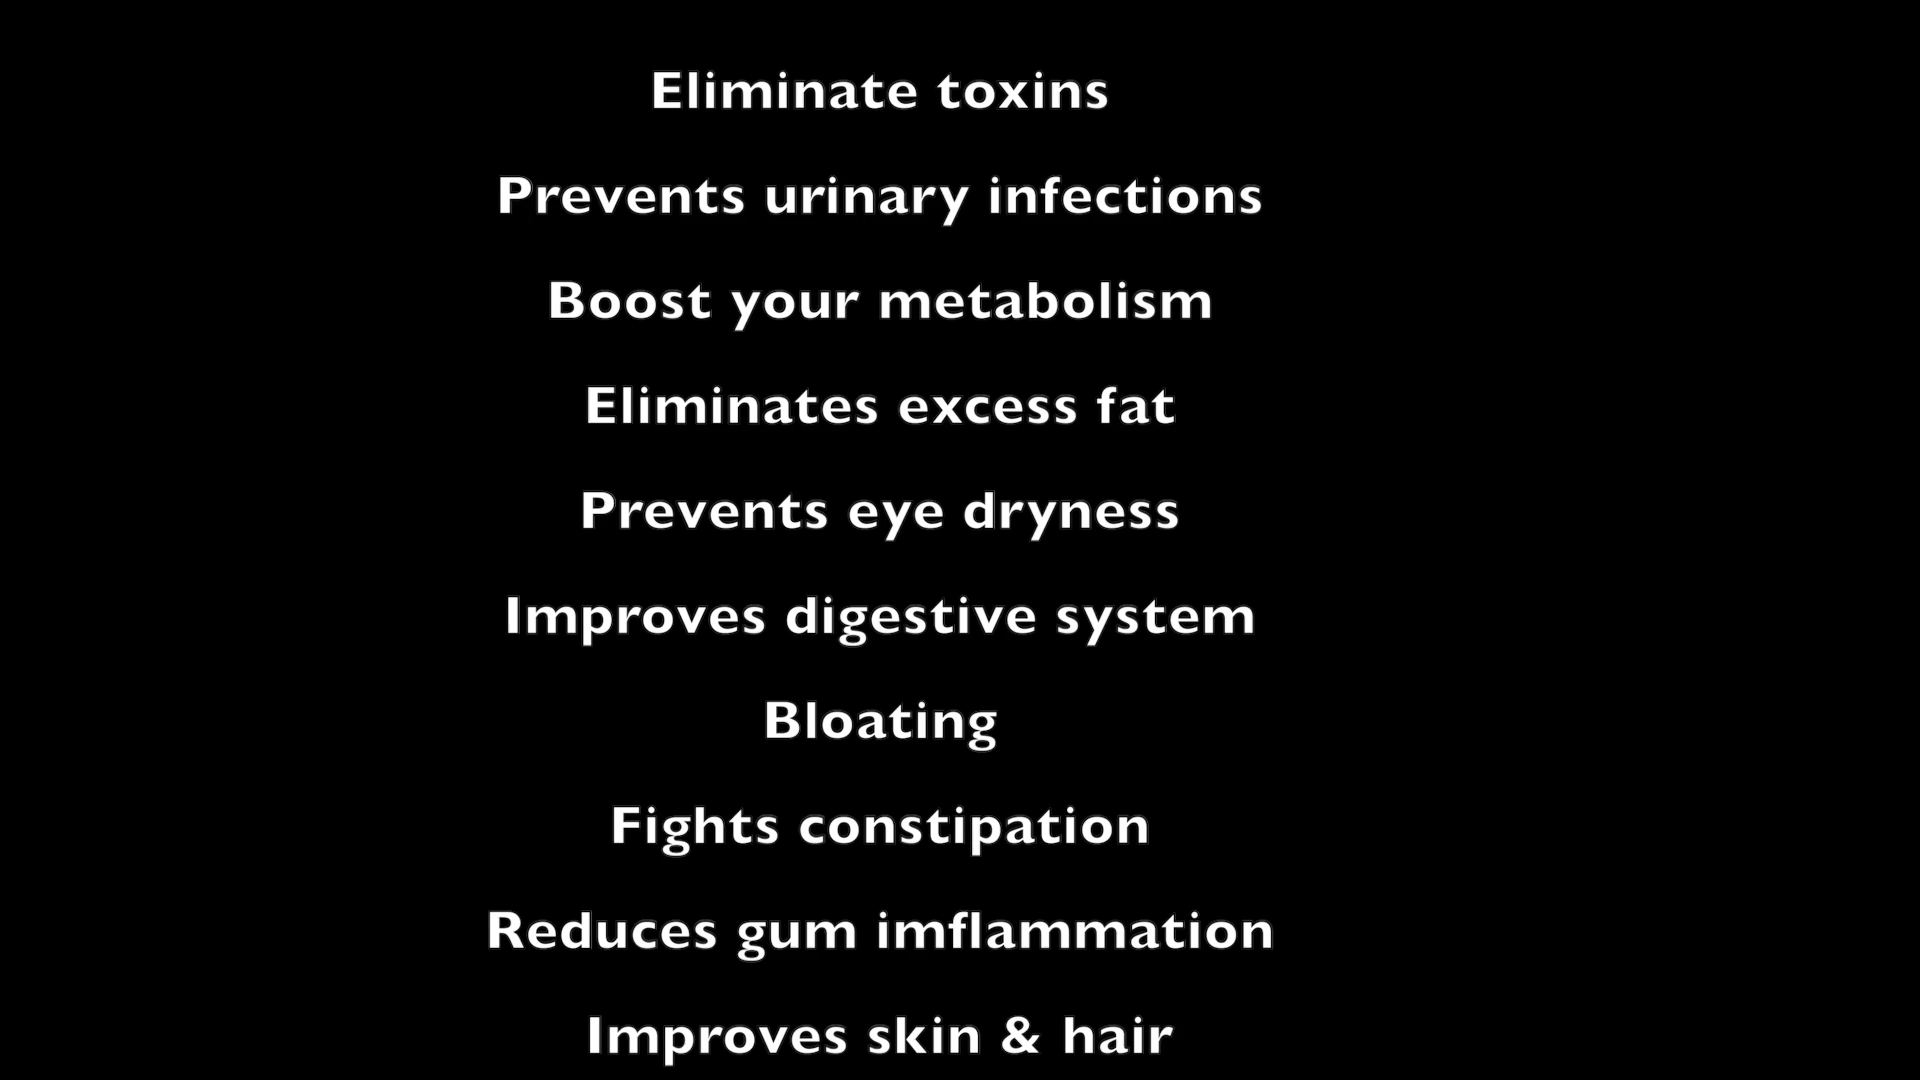 Eliminate toxins
Prevents urinary infections
Boost your metabolism
Eliminates excess fat
Prevents eye dryness
Improves digestive system
Bloating
Fights constipation
Reduces gum imflammation
Improves skin & hair